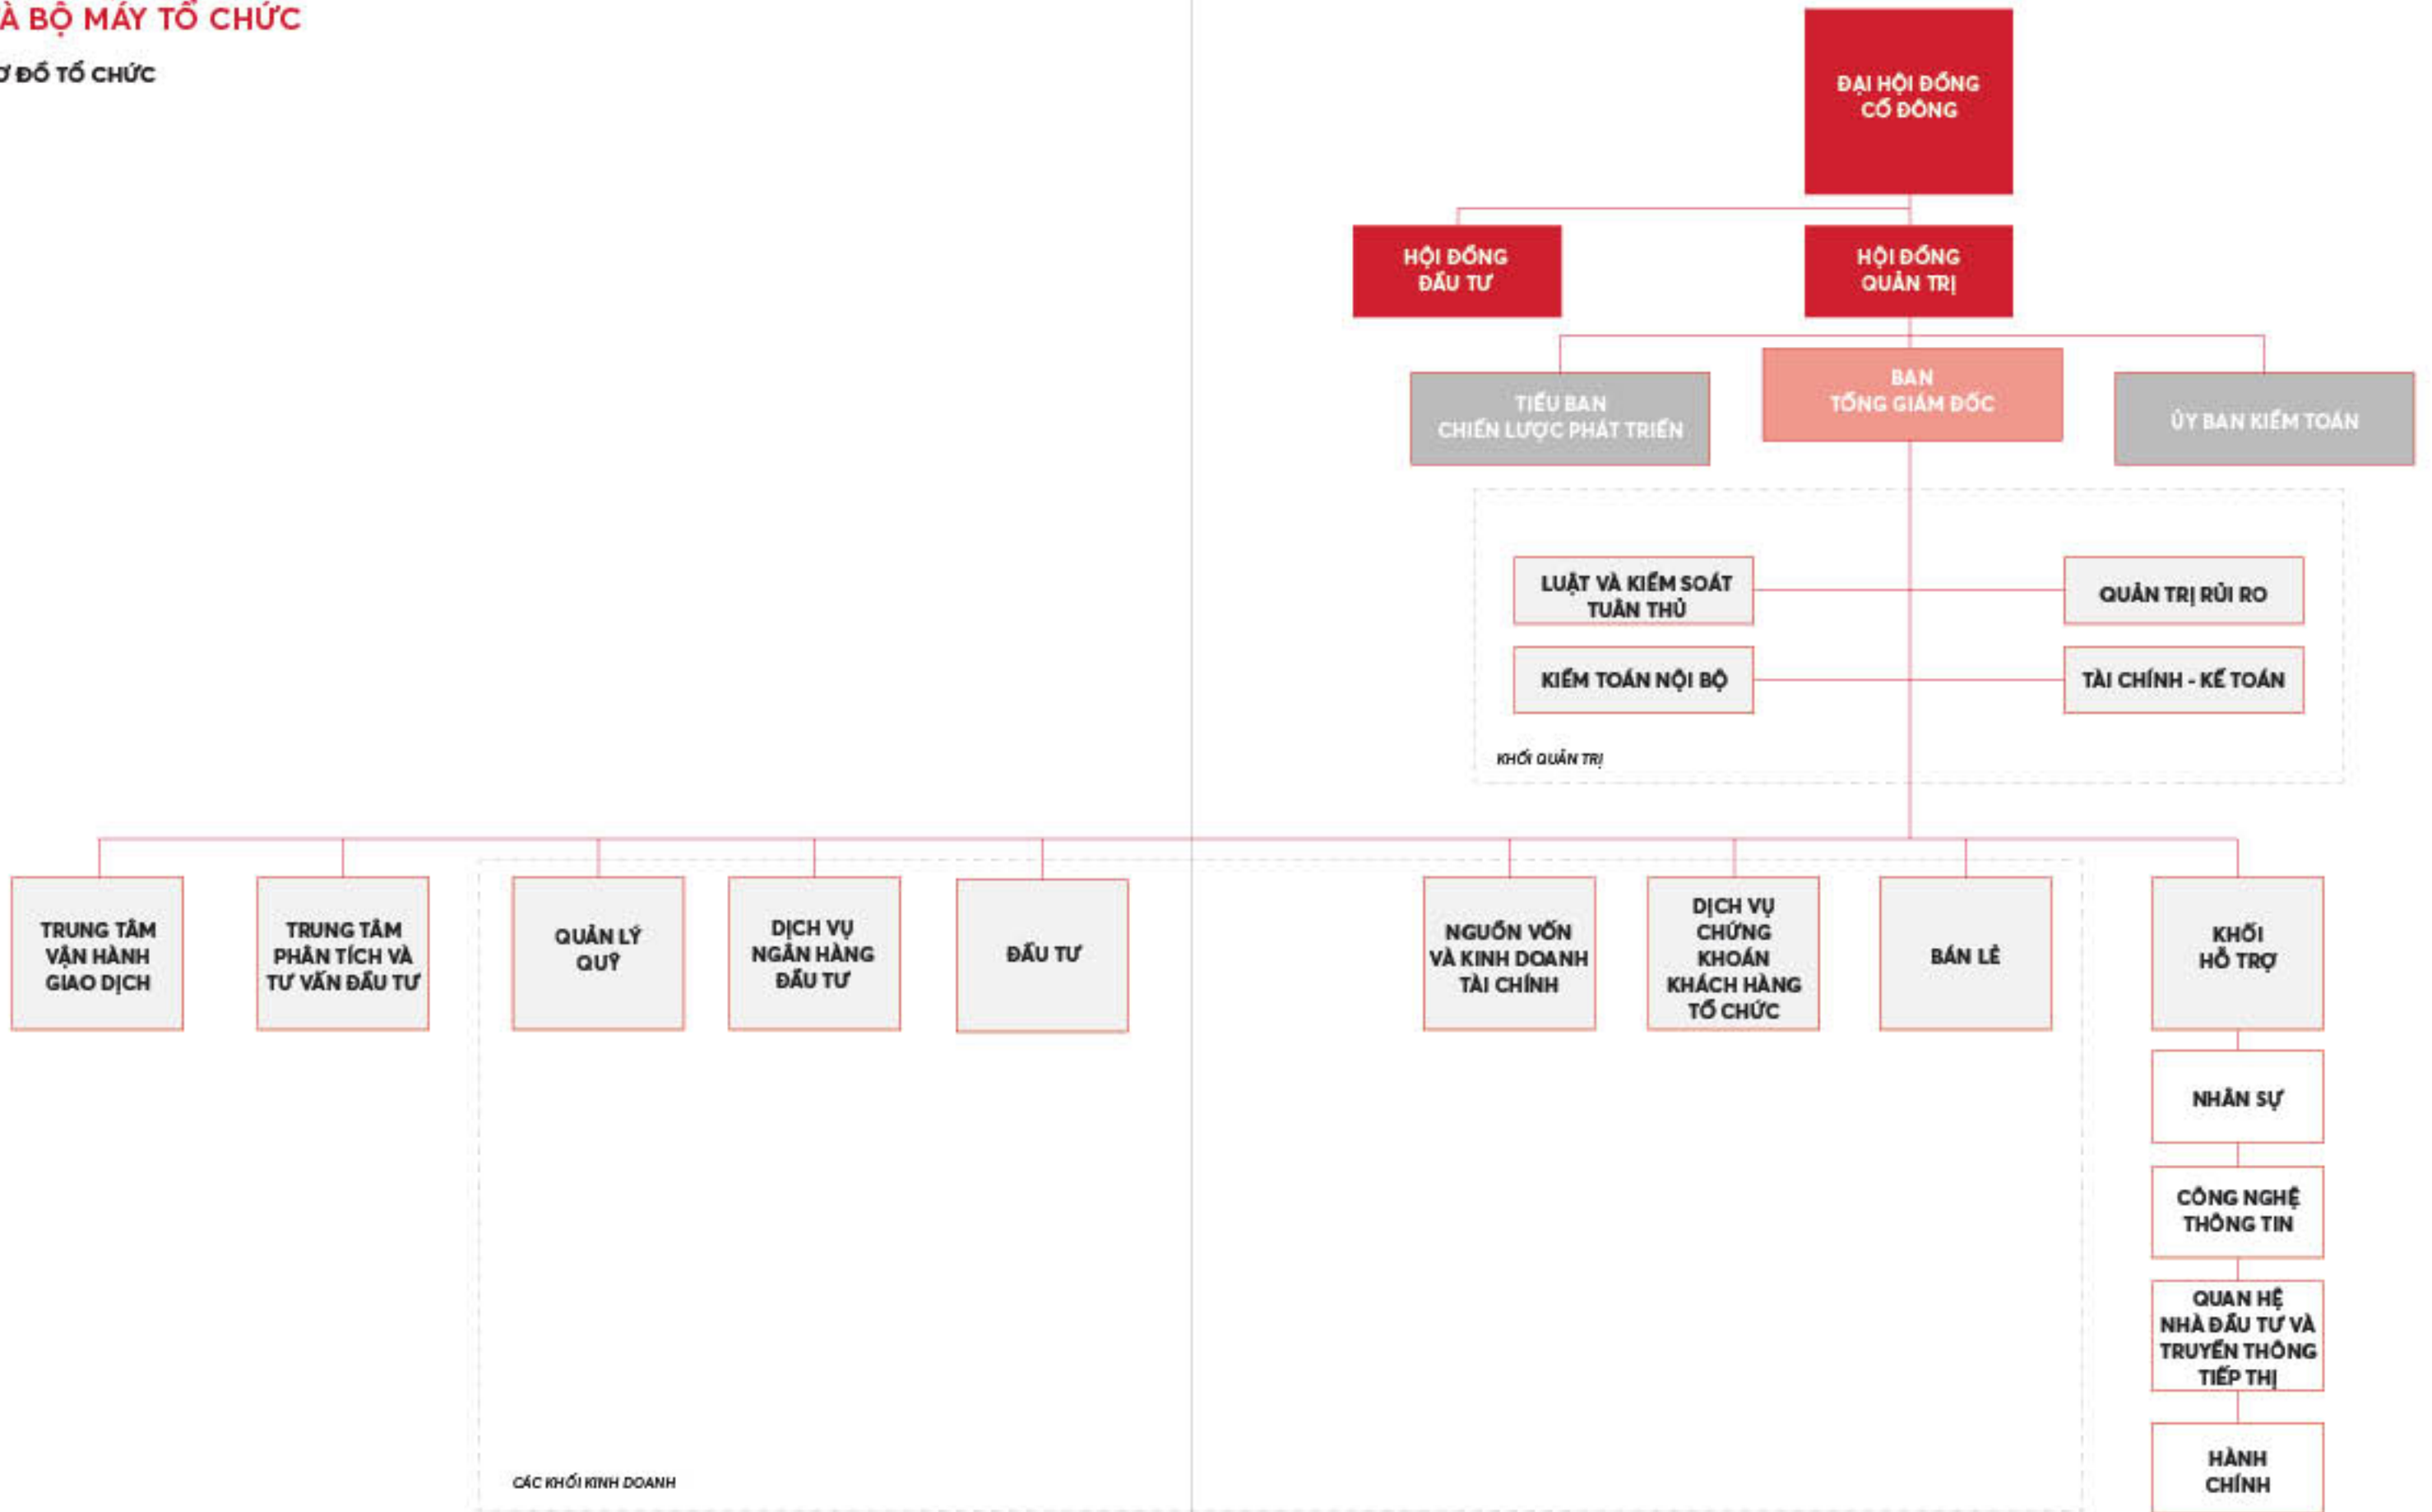 À BỘ MÁY TỔ CHỨC
Ơ ĐỒ TỔ CHỨC
ĐẠI HỘI ĐỒNG
CỔ ĐÔNG
HỘI ĐỒNG
ĐẦU TƯ
HỘI ĐỒNG
QUẢN TRỊ
TIỂU BAN
CHIẾN LƯỢC PHÁT TRIỂN
BAN
TỔNG GIÁM ĐỐC
ỦY BAN KIỂM TOÁN
LUẬT VÀ KIỂM SOÁT
TUÂN THỦ
QUẢN TRỊ RỦI RO
KIỂM TOÁN NỘI BỘ
TÀI CHÍNH - KẾ TOÁN
KHỐI QUẢN TRỊ
TRUNG TÂM
VẬN HÀNH
GIAO DỊCH
TRUNG TÂM
PHÂN TÍCH VÀ
TƯ VẤN ĐẦU TƯ
QUẢN LÝ
QUỸ
DỊCH VỤ
NGÂN HÀNG
ĐẦU TƯ
ĐẦU TƯ
NGUỒN VỐN
VÀ KINH DOANH
TÀI CHÍNH
DỊCH VỤ
CHỨNG
KHOÁN
KHÁCH HÀNG
TỔ CHỨC
BÁN LẺ
KHỐI
HỖ TRỢ
NHÂN SỰ
CÔNG NGHỆ
THÔNG TIN
QUAN HỆ
NHÀ ĐẦU TƯ VÀ
TRUYỀN THÔNG
TIẾP THỊ
HÀNH
CHÍNH
CÁC KHỐI KINH DOANH